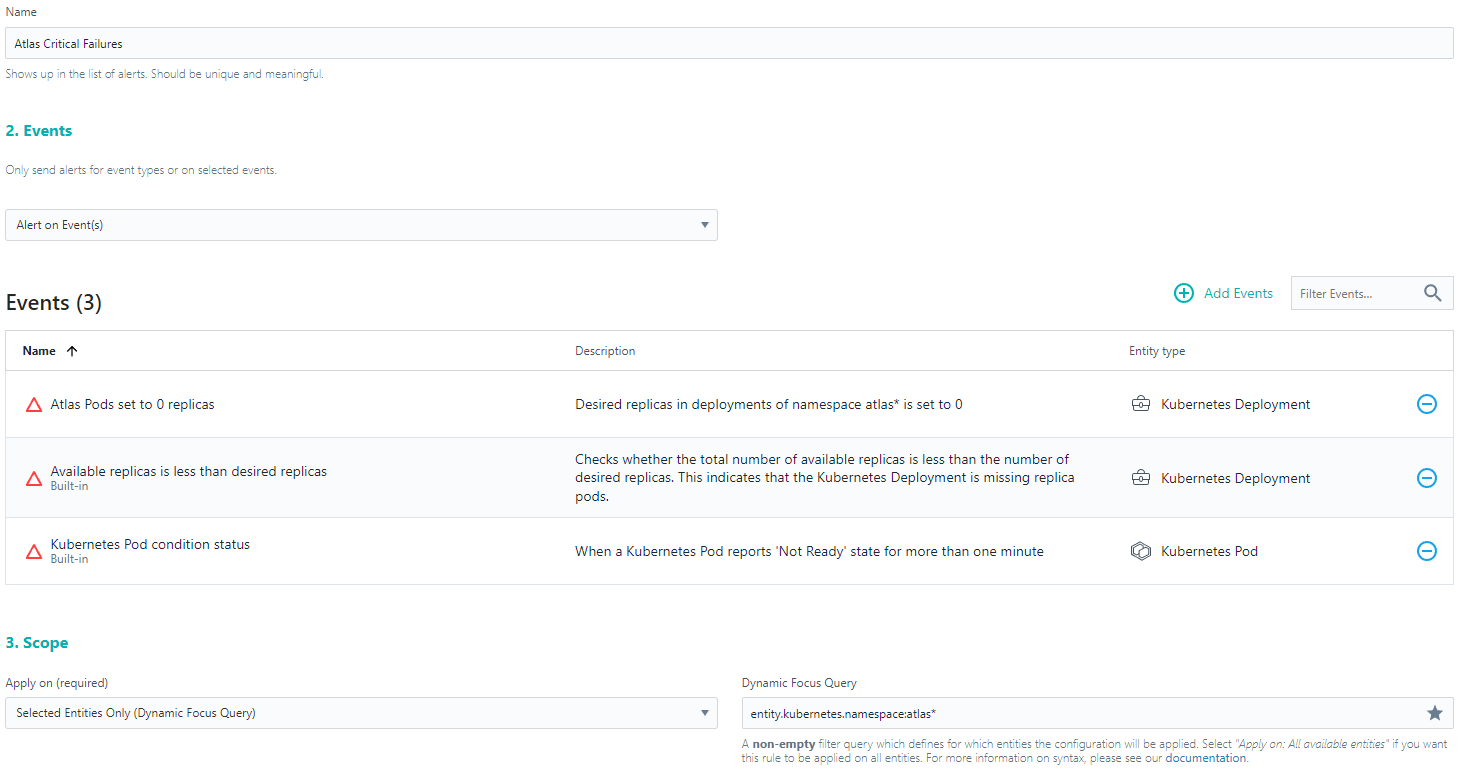 Name
Atlas Critical Failures
Shows up in the list of alerts. Should be unique and meaningful.
2. Events
Only send alerts for event types or on selected events.
Alert on Event(s)
Events (3)
Add Events
Filter Events...
Name
Description
Entity type
Atlas Pods set to 0 replicas
Desired replicas in deployments of namespace atlas* is set to 0
Kubernetes Deployment
Available replicas is less than desired replicas
Built-in
Checks whether the total number of available replicas is less than the number of
desired replicas. This indicates that the Kubernetes Deployment is missing replica
pods.
Kubernetes Deployment
Kubernetes Pod condition status
Built-in
When a Kubernetes Pod reports 'Not Ready' state for more than one minute
Kubernetes Pod
3. Scope
Apply on (required)
Selected Entities Only (Dynamic Focus Query)
Dynamic Focus Query
entity.kubernetes.namespace:atlas*
A non-empty filter query which defines for which entities the configuration will be applied. Select "Apply on: All available entities" if you want
this rule to be applied on all entities. For more information on syntax, please see our documentation.